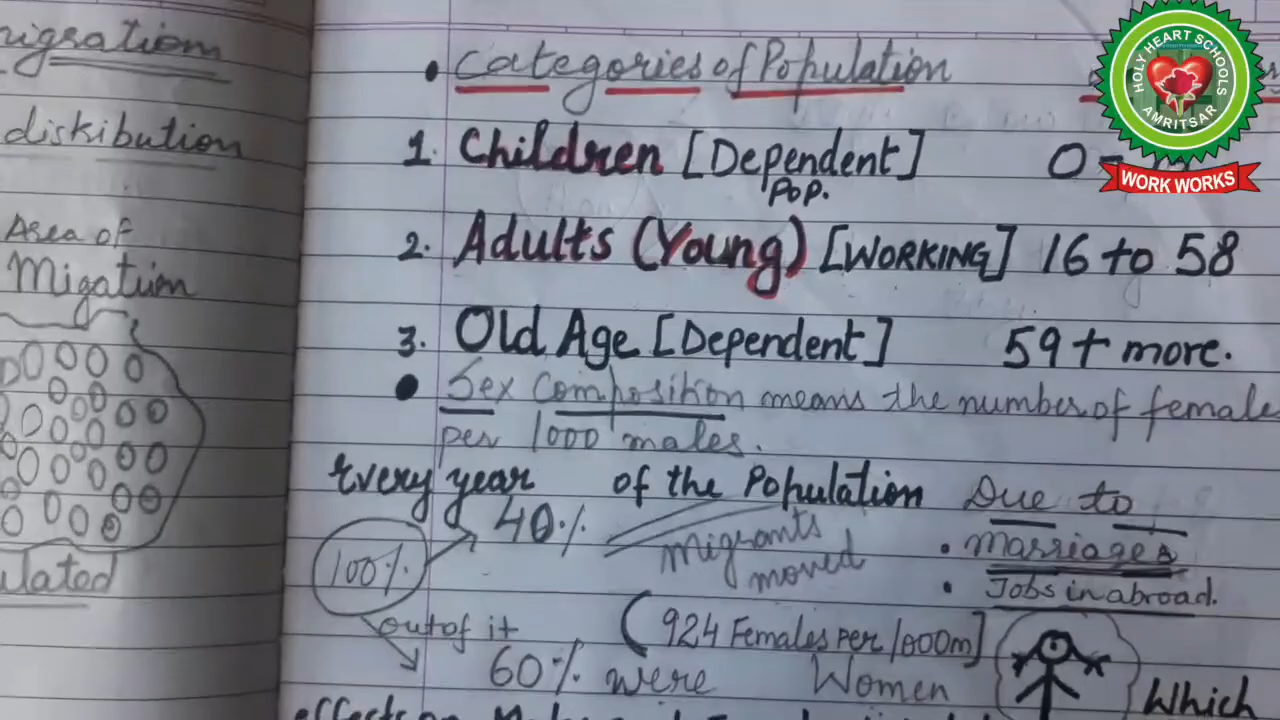 migration
distribution
Area of
Migatium
ulated
• Categories of Population
1. Children [Dependent]
Pop.
2. Adults (Young) [WORKING] 16 to 58
3. Old Age [Dependent] 59+ more.
• Sex Composition means the number of female
per 1000 males.
Every year of the Population Due to
40%
migrants
moved
• marriages
100%
• Jobs in abroad.
out of it
(924 Females per/1000m]
60% were Women
Which
HOLY HEART SCHOOLS
AMRITSAR
WORK WORKS